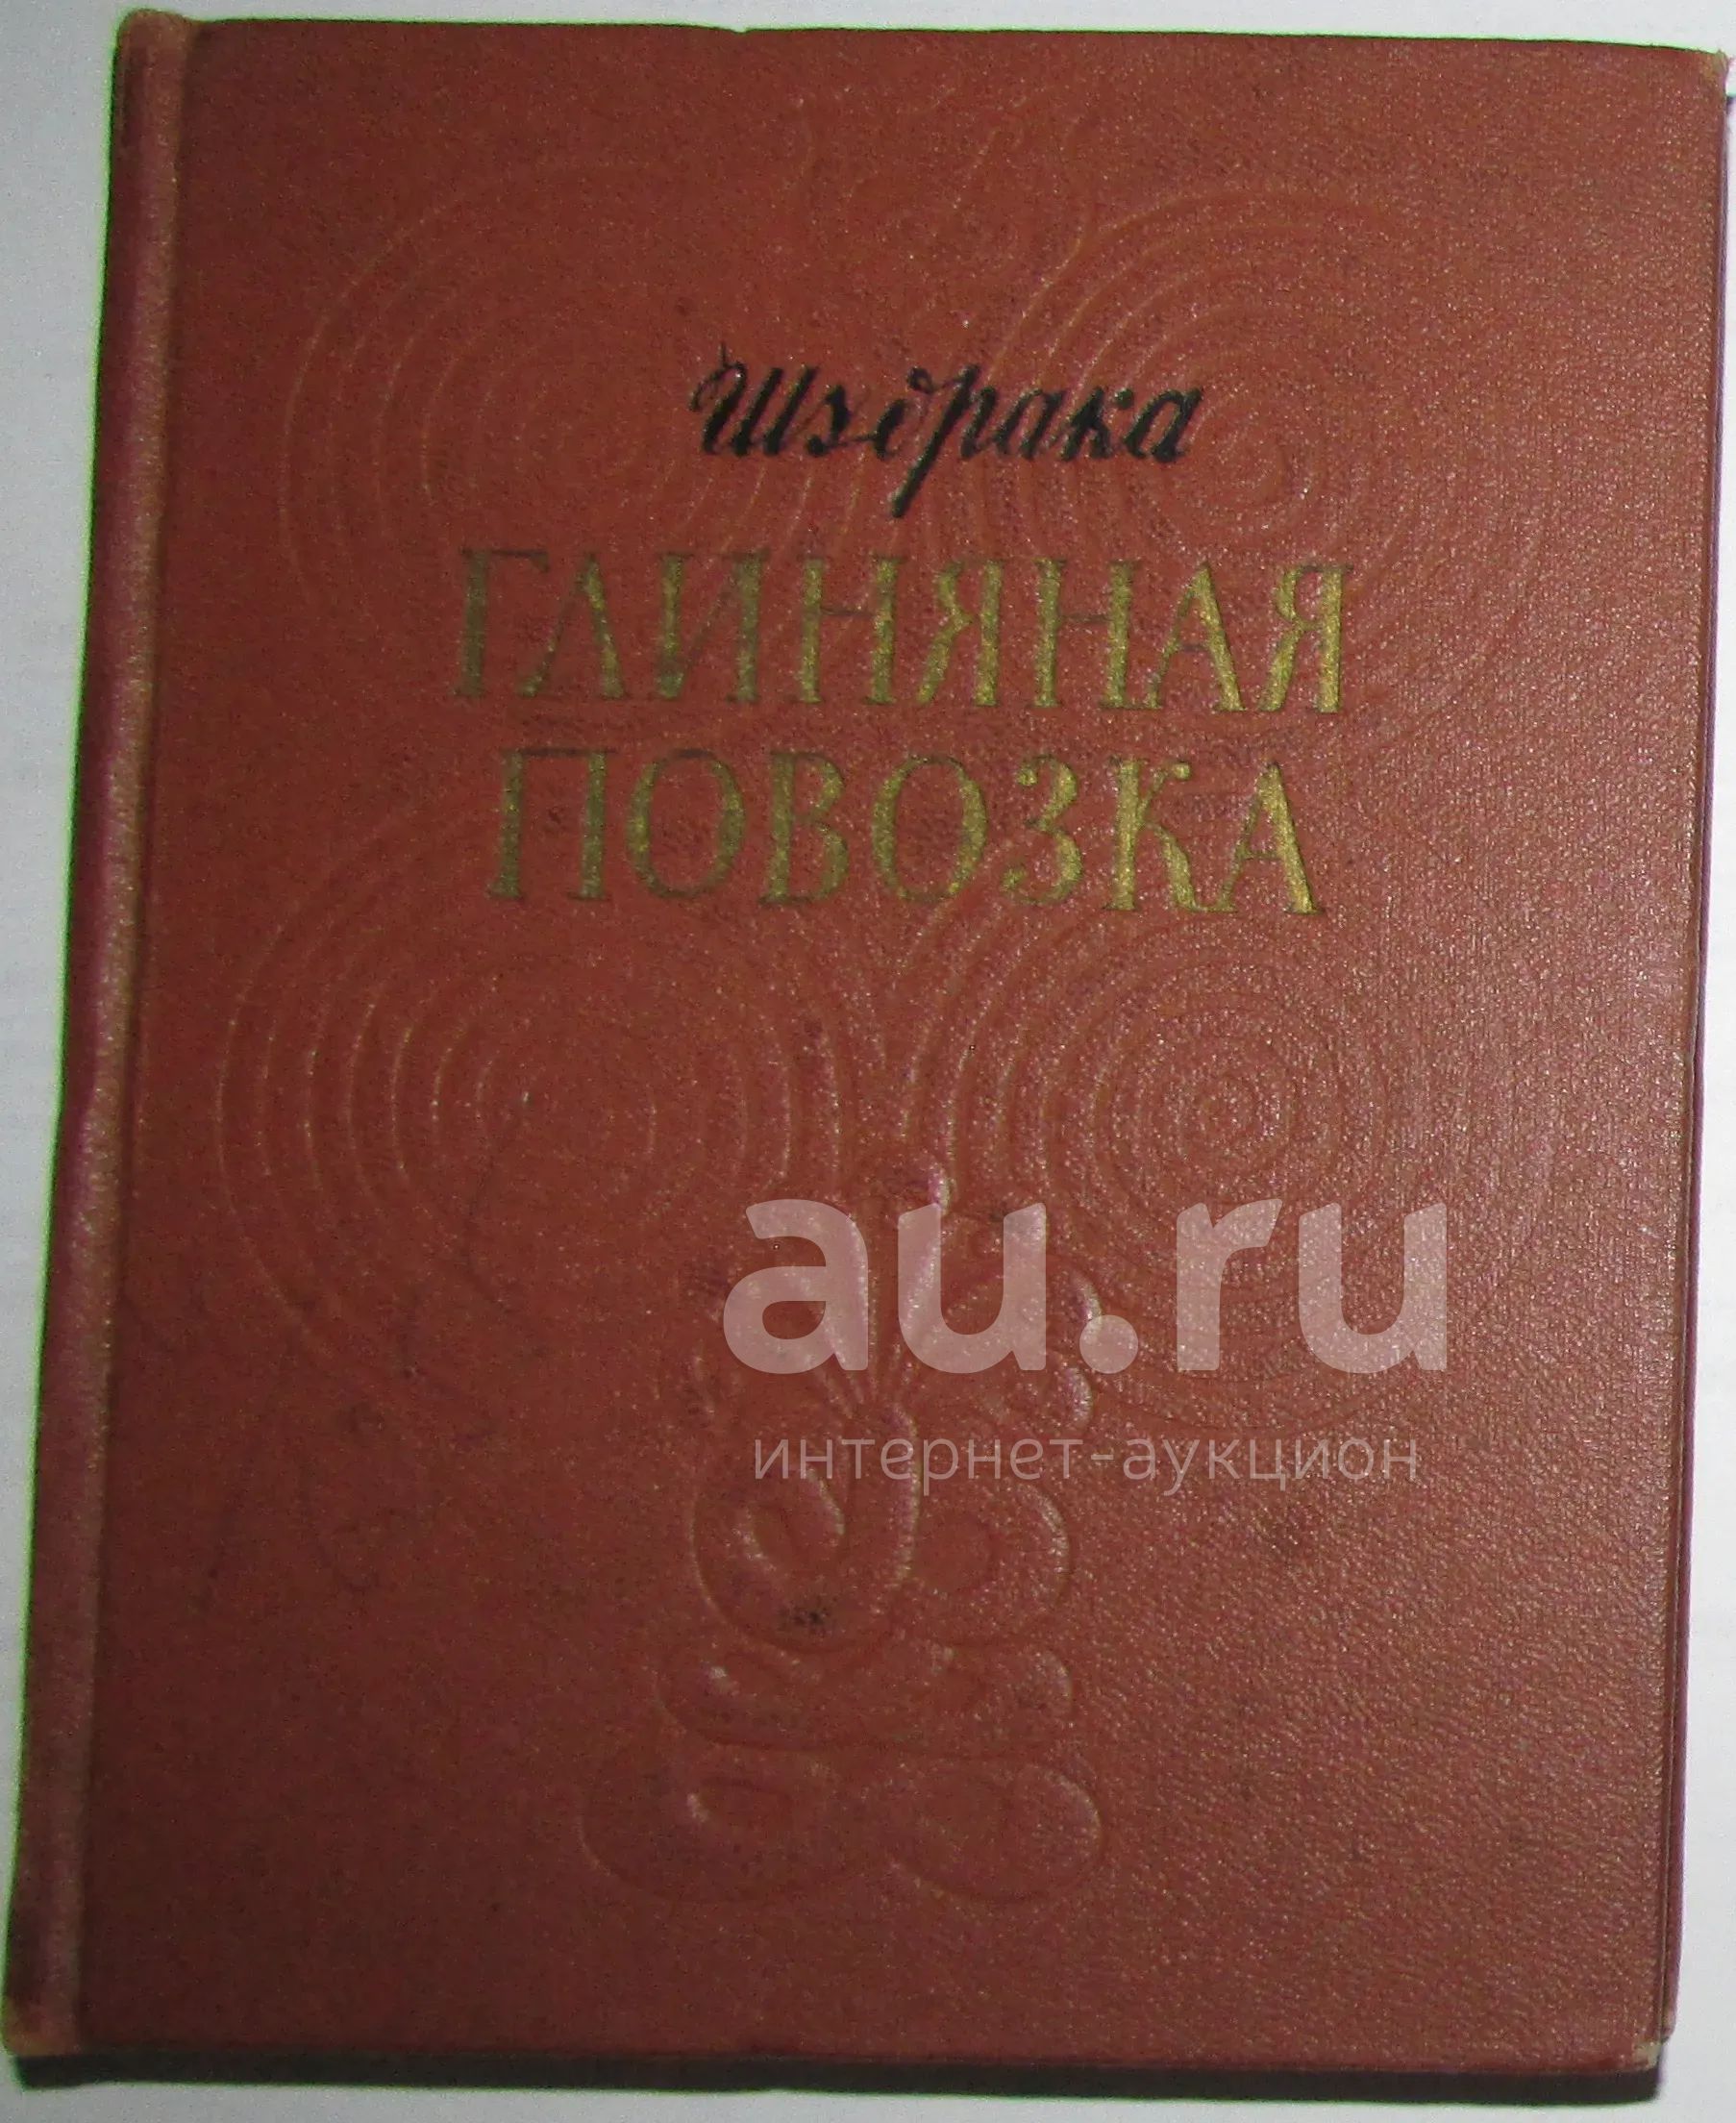 Шудрака
ГЛИНЯНАЯ
ПОВОЗКА
au.ru
интернет-аукцион